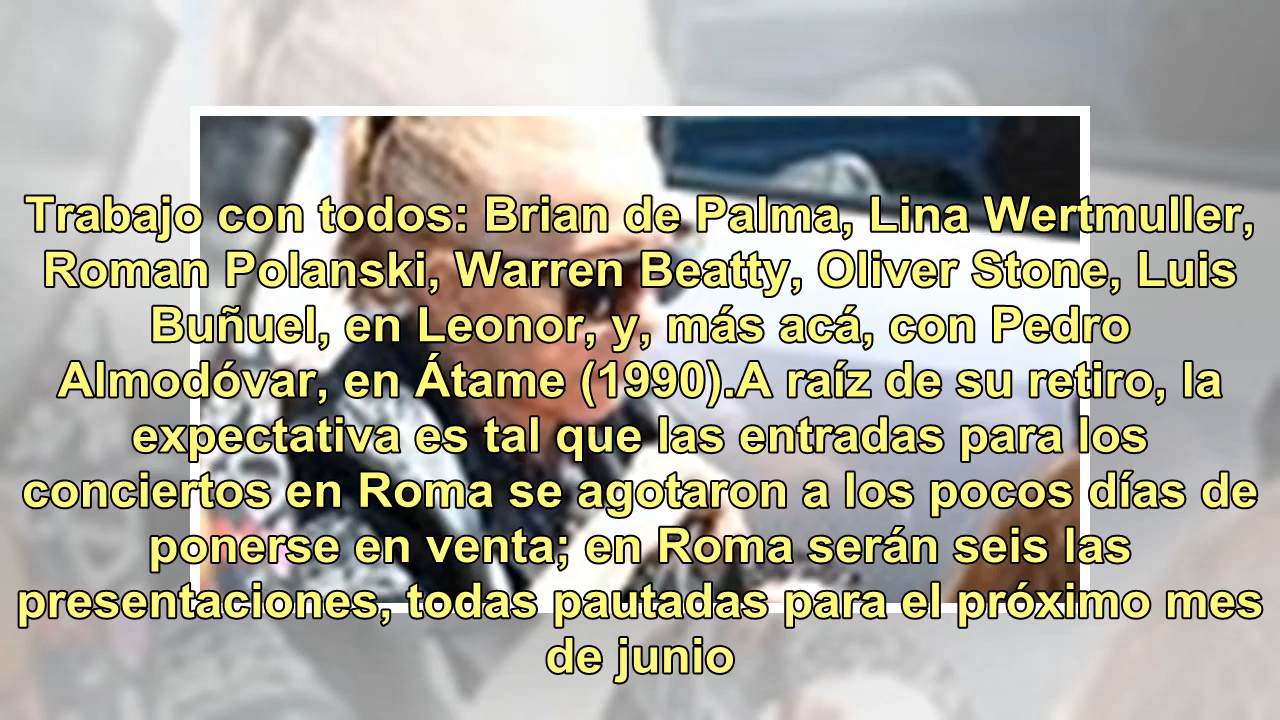 Trabajo con todos: Brian de Palma, Lina Wertmuller,
Roman Polanski, Warren Beatty, Oliver Stone, Luis
Buñuel, en Leonor, y, más acá, con Pedro
Almodóvar, en Átame (1990).A raíz de su retiro, la
expectativa es tal que las entradas para los
conciertos en Roma se agotaron a los pocos días de
ponerse en venta; en Roma serán seis las
presentaciones, todas pautadas para el próximo mes
de junio